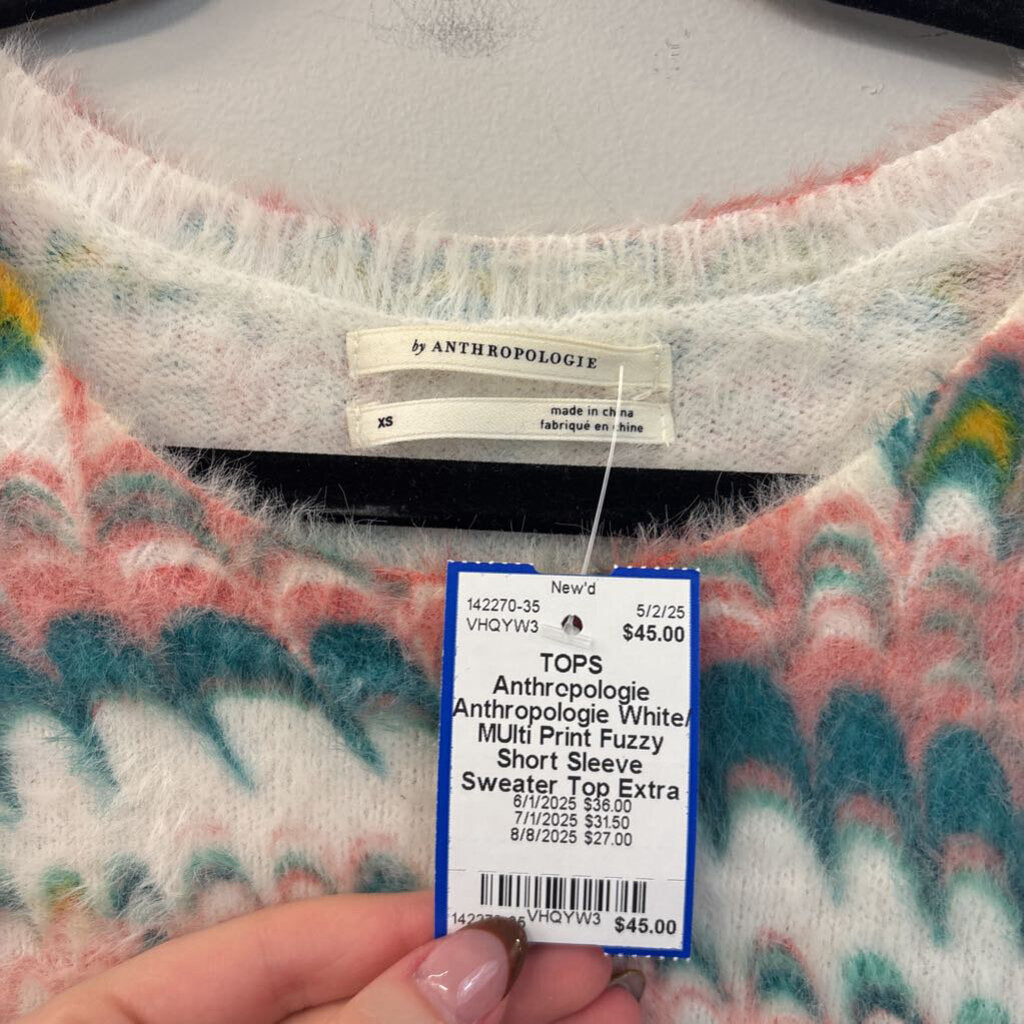 by ANTHROPOLOGIE
XS
made in china
fabriqué en chine
New'd
142270-35 5/2/25
VHQYW3 $45.00
TOPS
Anthropologie
Anthropologie White/
MUlti Print Fuzzy
Short Sleeve
Sweater Top Extra
6/1/2025 $36.00
7/1/2025 $31.50
8/8/2025 $27.00
142270-35 VHQYW3 $45.00